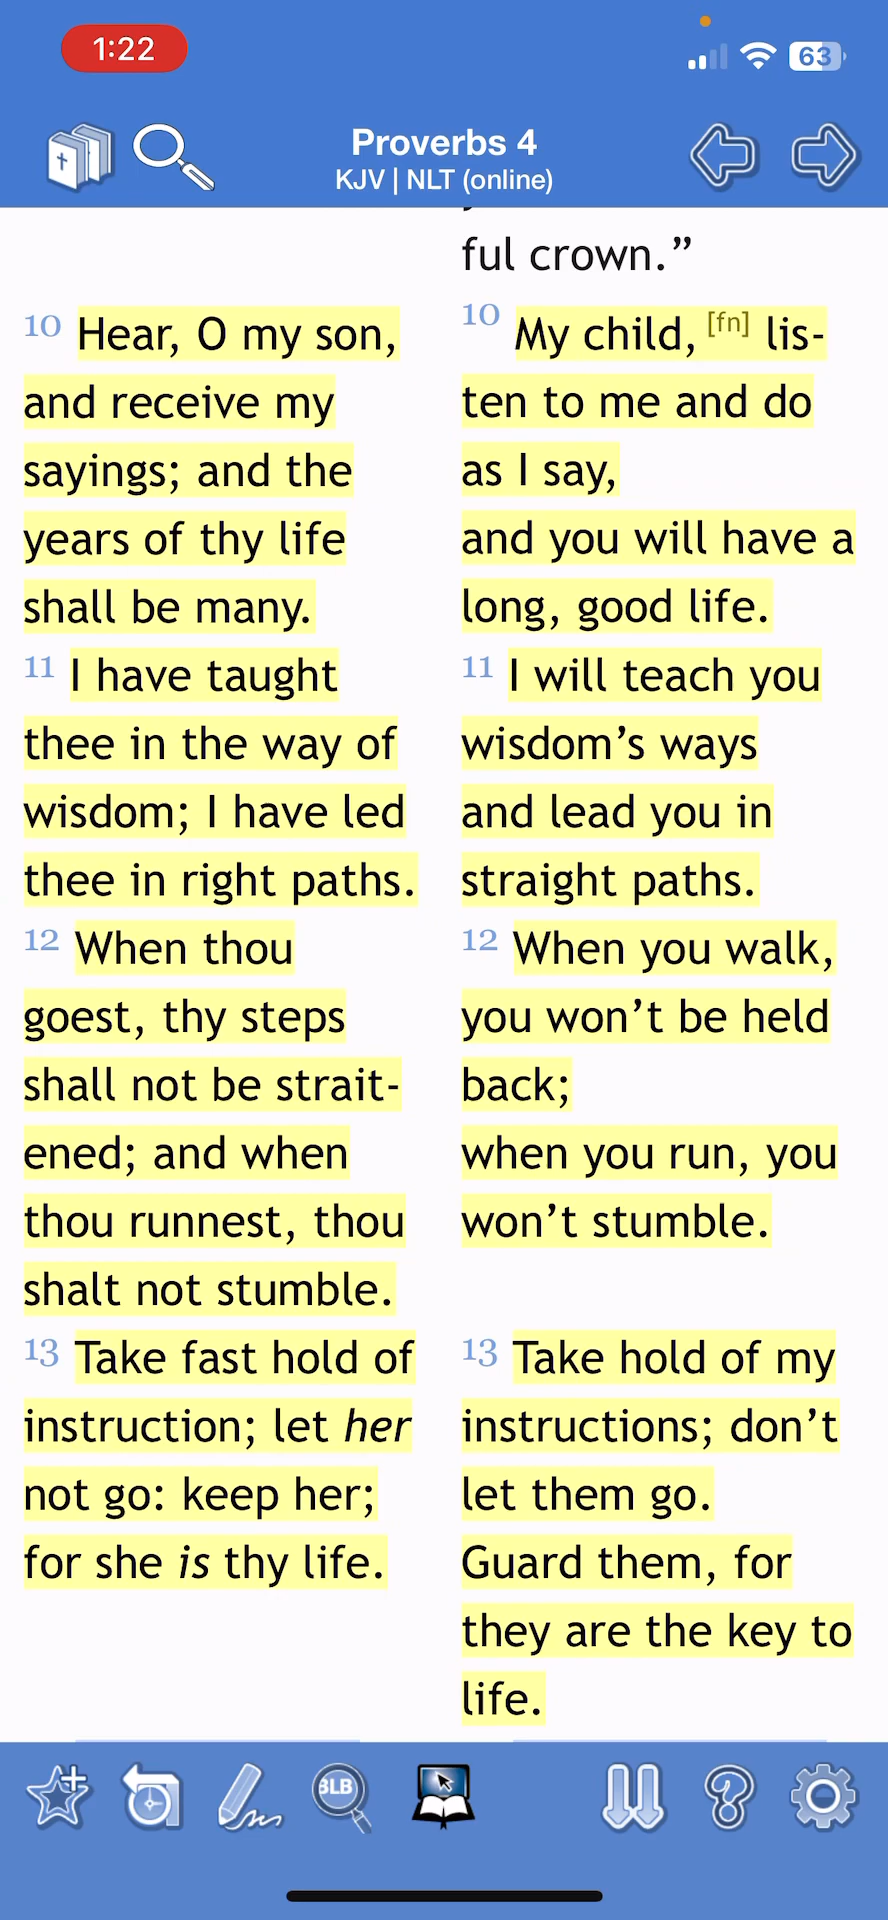 1:22
63
Proverbs 4
KJV | NLT (online)
ful crown.”
10 Hear, O my son,
and receive my
sayings; and the
years of thy life
shall be many.
11 I have taught
thee in the way of
wisdom; I have led
thee in right paths.
12 When thou
goest, thy steps
shall not be strait-
ened; and when
thou runnest, thou
shalt not stumble.
13 Take fast hold of
instruction; let her
not go: keep her;
for she is thy life.
10 My child, [fn] lis-
ten to me and do
as I say,
and you will have a
long, good life.
11 I will teach you
wisdom’s ways
and lead you in
straight paths.
12 When you walk,
you won’t be held
back;
when you run, you
won’t stumble.
13 Take hold of my
instructions; don’t
let them go.
Guard them, for
they are the key to
life.
BLB